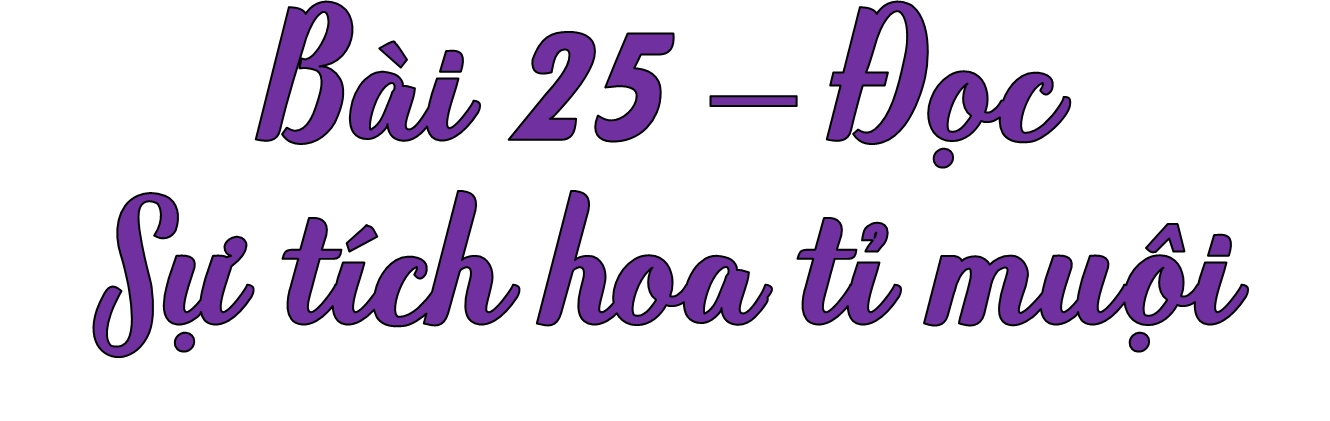 Bài 25 – Đọc
Sự tích hoa tỉ muội